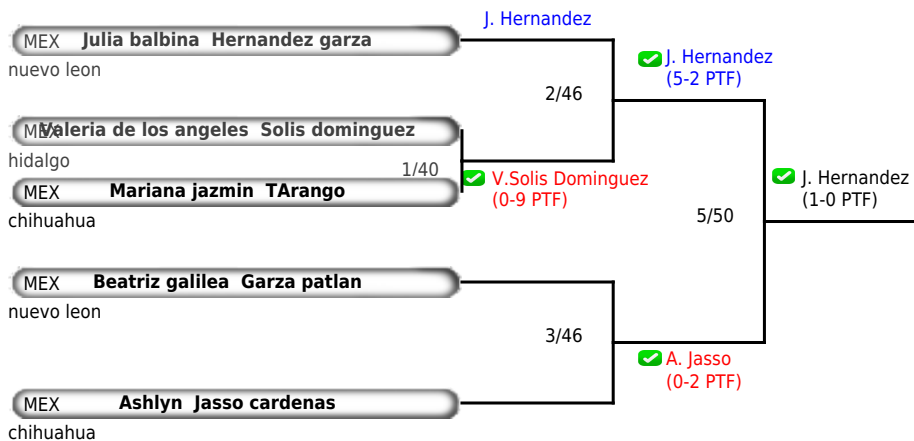 J. Hernandez
MEX Julia balbina Hernandez garza
nuevo leon
J. Hernandez
(5-2 PTF)
2/46
MEX Valeria de los angeles Solis dominguez
hidalgo
1/40
V.Solis Dominguez
(0-9 PTF)
MEX Mariana jazmin TArango
chihuahua
J. Hernandez
(1-0 PTF)
5/50
MEX Beatriz galilea Garza patlan
nuevo leon
3/46
A. Jasso
(0-2 PTF)
MEX Ashlyn Jasso cardenas
chihuahua